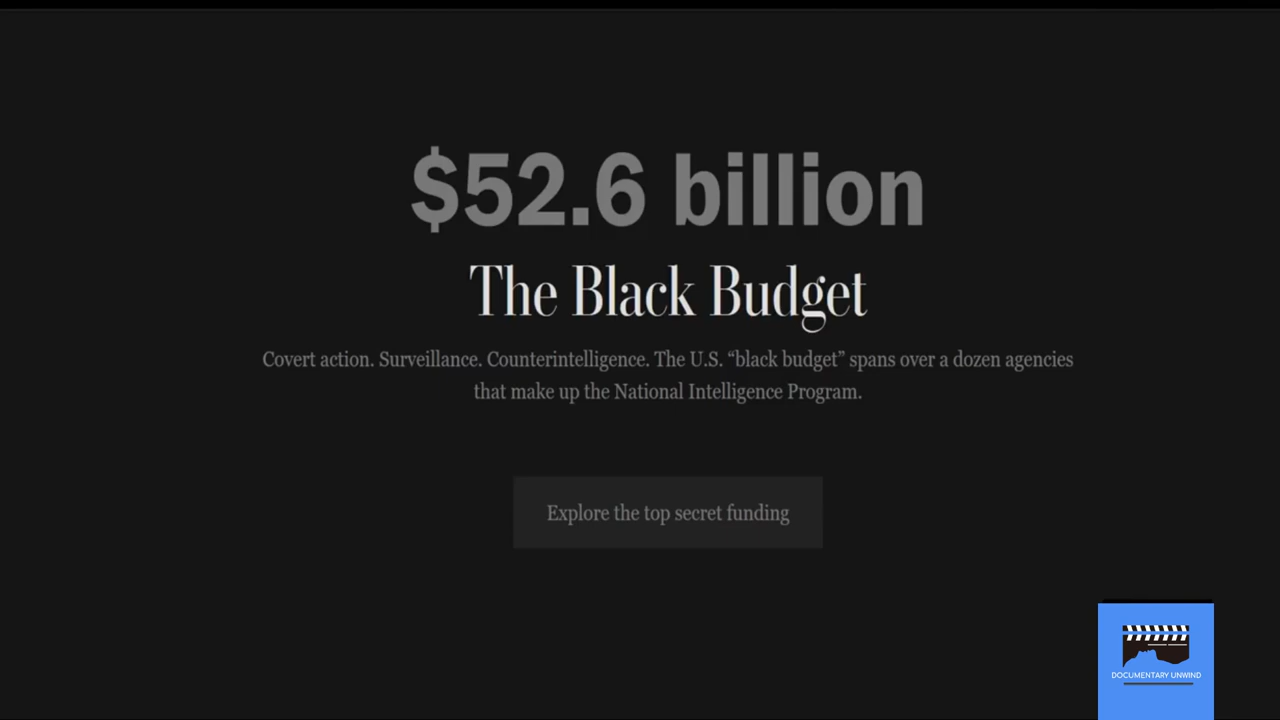 $52.6 billion
The Black Budget
Covert action. Surveillance. Counterintelligence. The U.S. “black budget” spans over a dozen agencies
that make up the National Intelligence Program.
Explore the top secret funding
DOCUMENTARY UNWIND